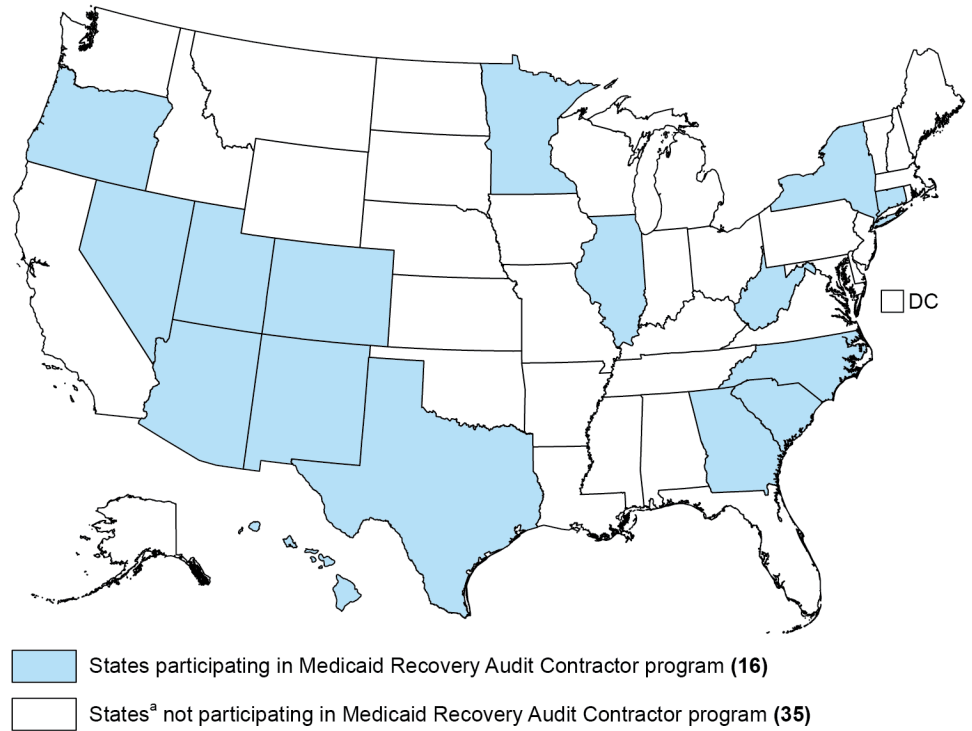 DC
States participating in Medicaid Recovery Audit Contractor program (16)
Statesᵃ not participating in Medicaid Recovery Audit Contractor program (35)